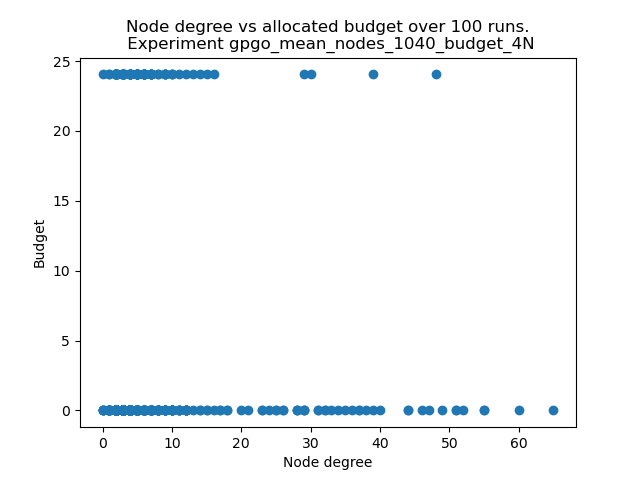 Node degree vs allocated budget over 100 runs.
Experiment gpgo_mean_nodes_1040_budget_4N
25
20
15
10
5
0
Budget
0 10 20 30 40 50 60
Node degree